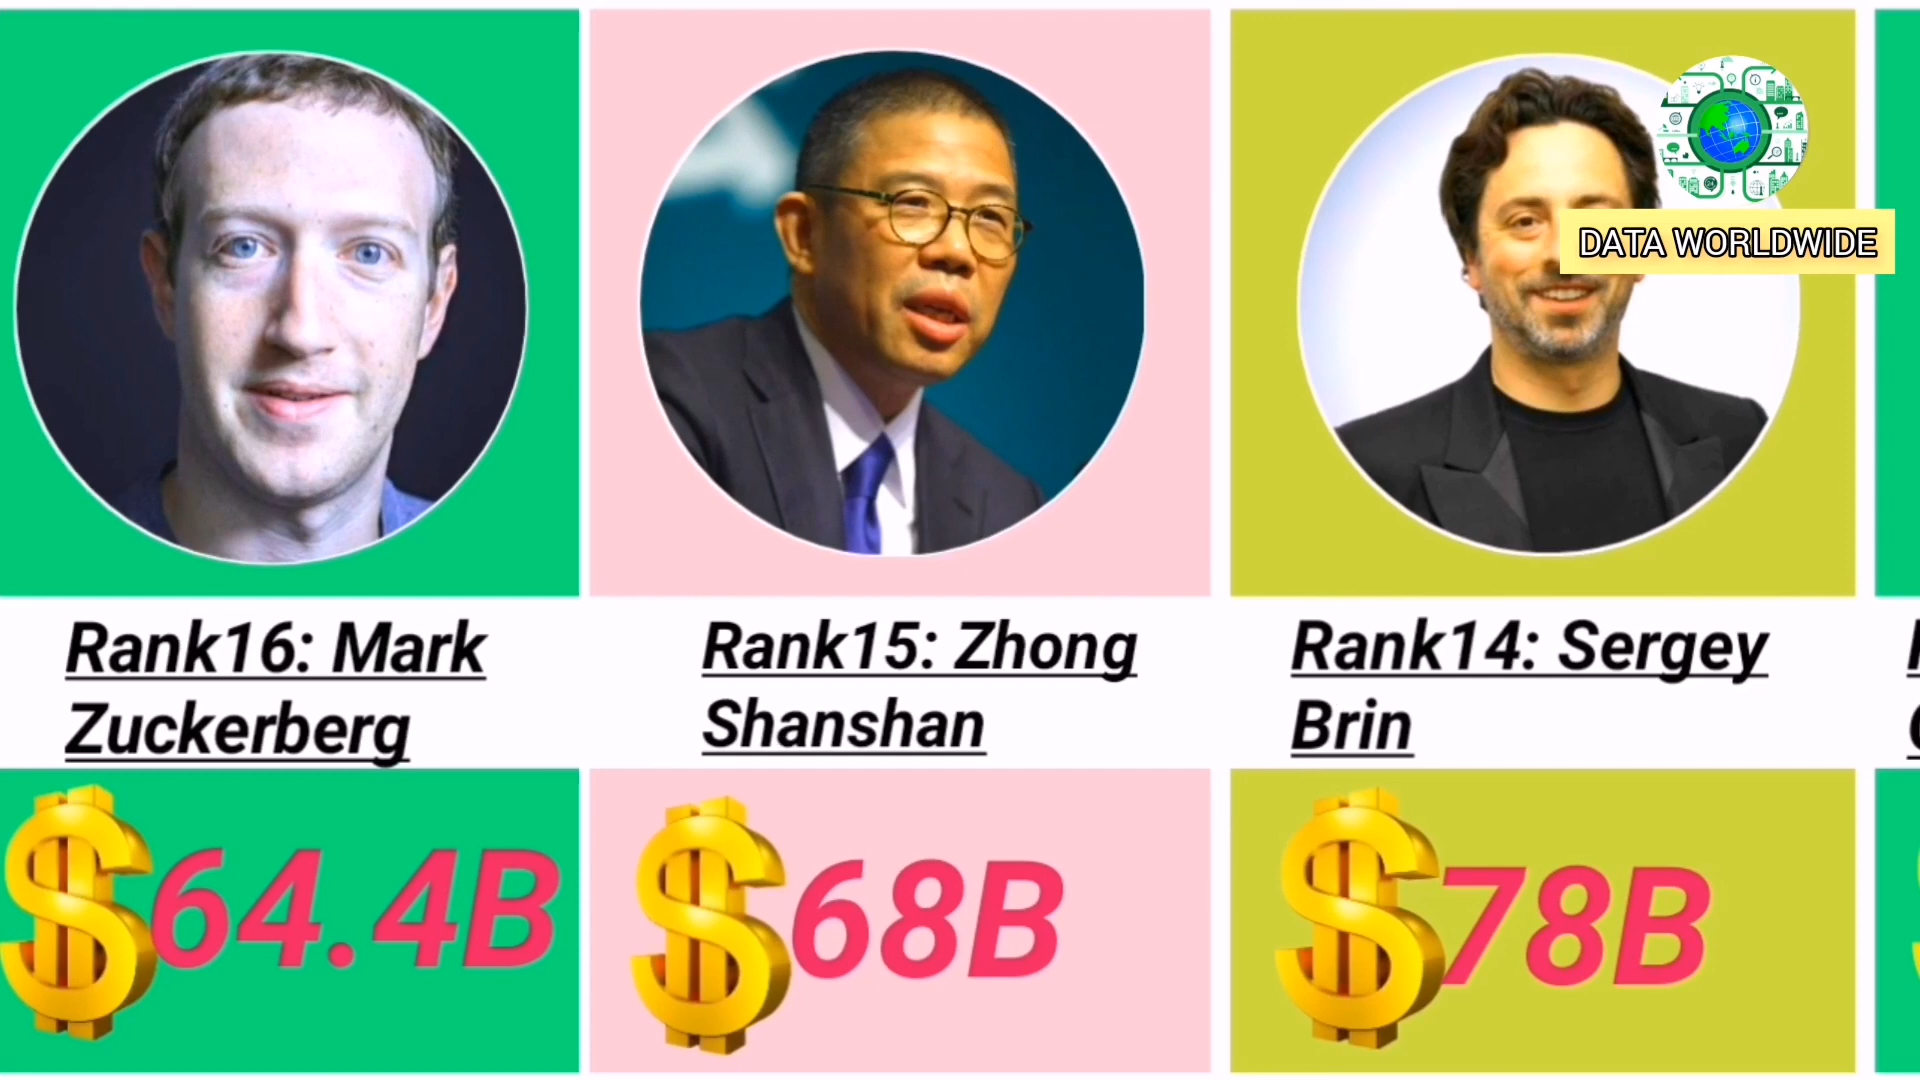 DATA WORLDWIDE
Rank16: Mark
Zuckerberg
Rank15: Zhong
Shanshan
Rank14: Sergey
Brin
$64.4B
$68B
$78B